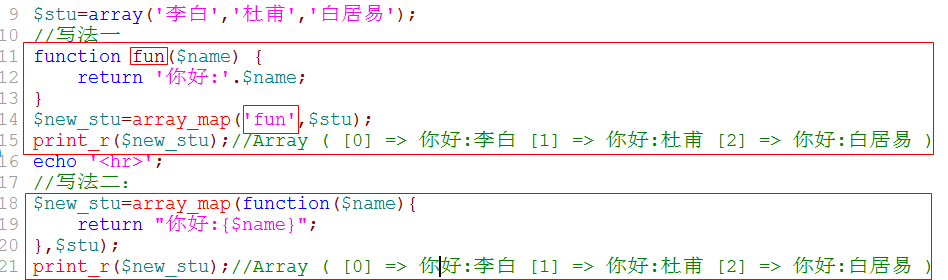 9 $stu=array('李白','杜甫','白居易');
10 //写法一
11 function fun($name) {
12     return '你好:'.$name;
13 }
14 $new_stu=array_map('fun',$stu);
15 print_r($new_stu);//Array ( [0] => 你好:李白 [1] => 你好:杜甫 [2] => 你好:白居易 )
16 echo '<hr>';
17 //写法二：
18 $new_stu=array_map(function($name){
19     return "你好:{$name}";
20 },$stu);
21 print_r($new_stu);//Array ( [0] => 你好:李白 [1] => 你好:杜甫 [2] => 你好:白居易 )